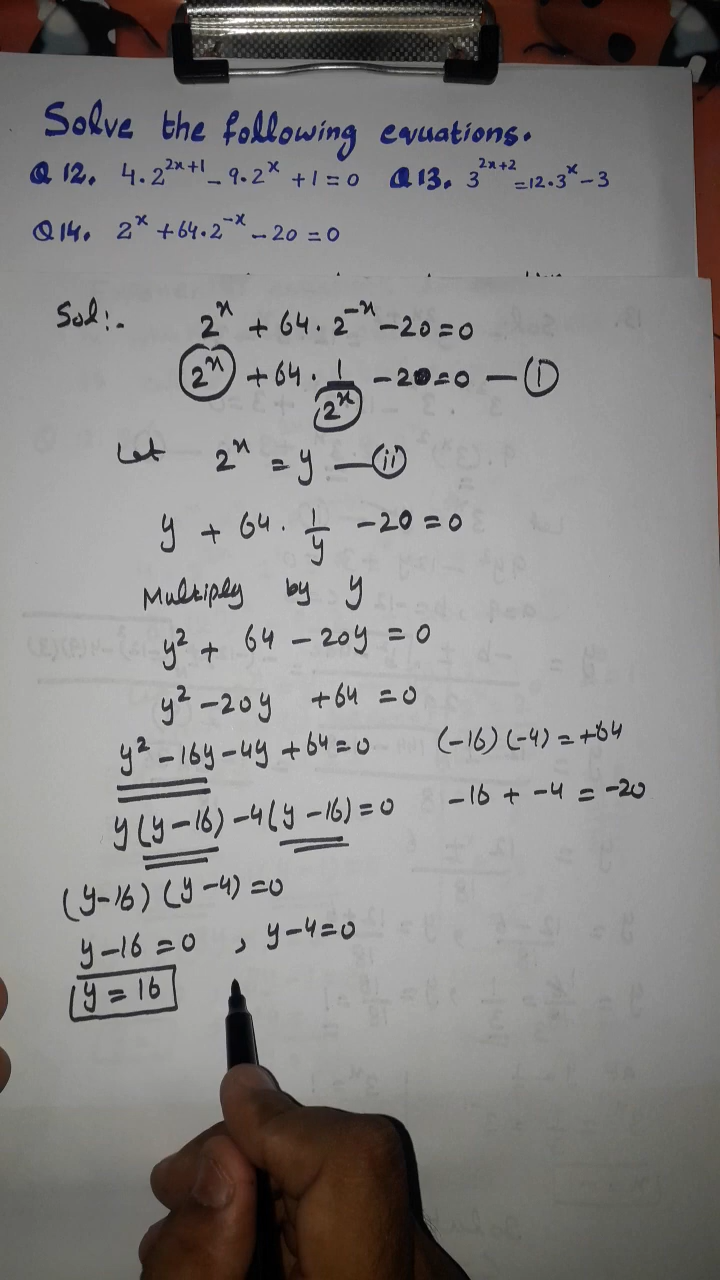 Solve the following equations.
Q 12. 4·2^{2x+1} - 9·2^x + 1 = 0 Q 13. 3^{2x+2} = 12·3^x - 3
Q 14. 2^x + 64·2^{-x} - 20 = 0
Sol:- 2^x + 64·2^{-x} - 20 = 0
2^x + 64·1/2^x - 20 = 0 — (i)
Let 2^x = y — (ii)
y + 64·1/y - 20 = 0
Multiply by y
y² + 64 - 20y = 0
y² - 20y + 64 = 0
y² - 16y - 4y + 64 = 0 (-16)(-4) = +64
y(y-16) - 4(y-16) = 0 -16 + -4 = -20
(y-16)(y-4) = 0
y-16 = 0 , y-4 = 0
y = 16